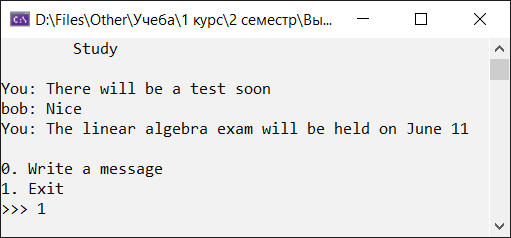 D:\Files\Other\Учеба\1 курс\2 семестр\Вы...
Study
You: There will be a test soon
bob: Nice
You: The linear algebra exam will be held on June 11
0. Write a message
1. Exit
>>> 1